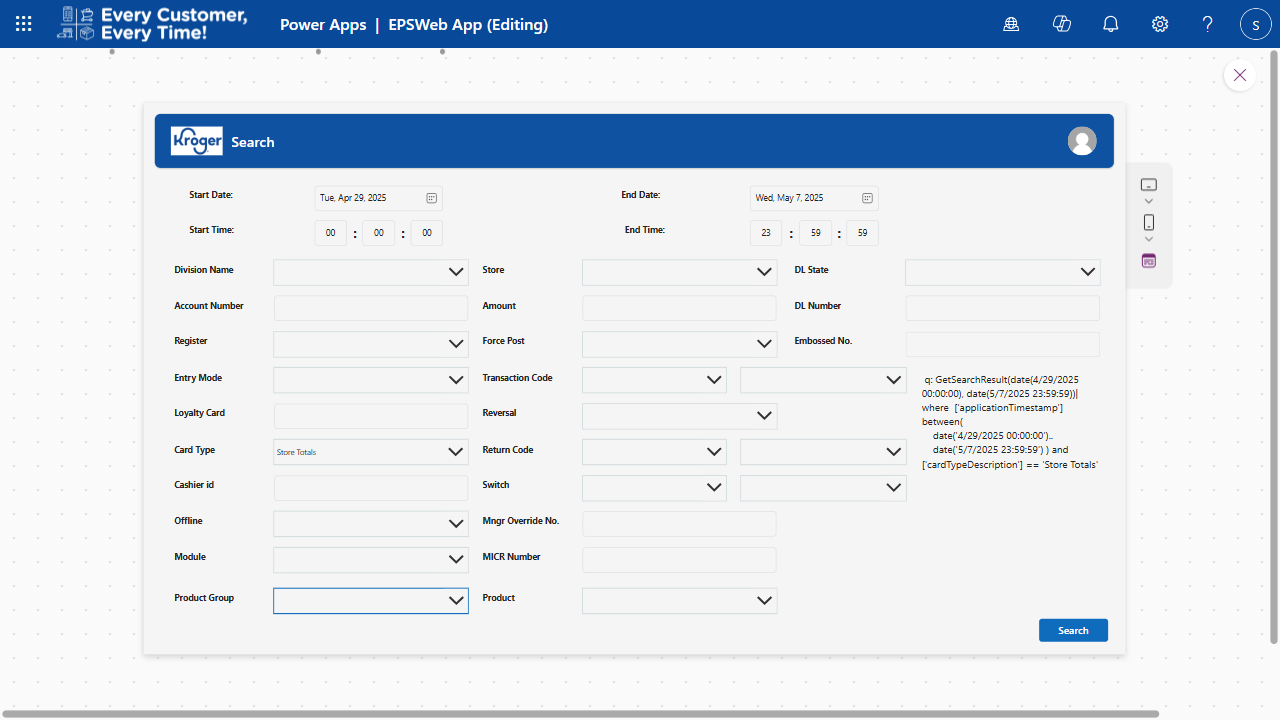 Every Customer,
Every Time!
Power Apps | EPSWeb App (Editing)
?
S
Kroger
Search
Start Date:
Tue, Apr 29, 2025
End Date:
Wed, May 7, 2025
Start Time:
00 : 00 : 00
End Time:
23 : 59 : 59
Division Name
Store
DL State
Account Number
Amount
DL Number
Register
Force Post
Embossed No.
Entry Mode
Transaction Code
Loyalty Card
Reversal
Card Type
Store Totals
Return Code
q: GetSearchResult(date(4/29/2025
00:00:00), date(5/7/2025 23:59:59))|
where ['applicationTimestamp']
between(
date('4/29/2025 00:00:00')..
date('5/7/2025 23:59:59') ) and
['cardTypeDescription'] == 'Store Totals'
Cashier id
Switch
Offline
Mngr Override No.
Module
MICR Number
Product Group
Product
Search